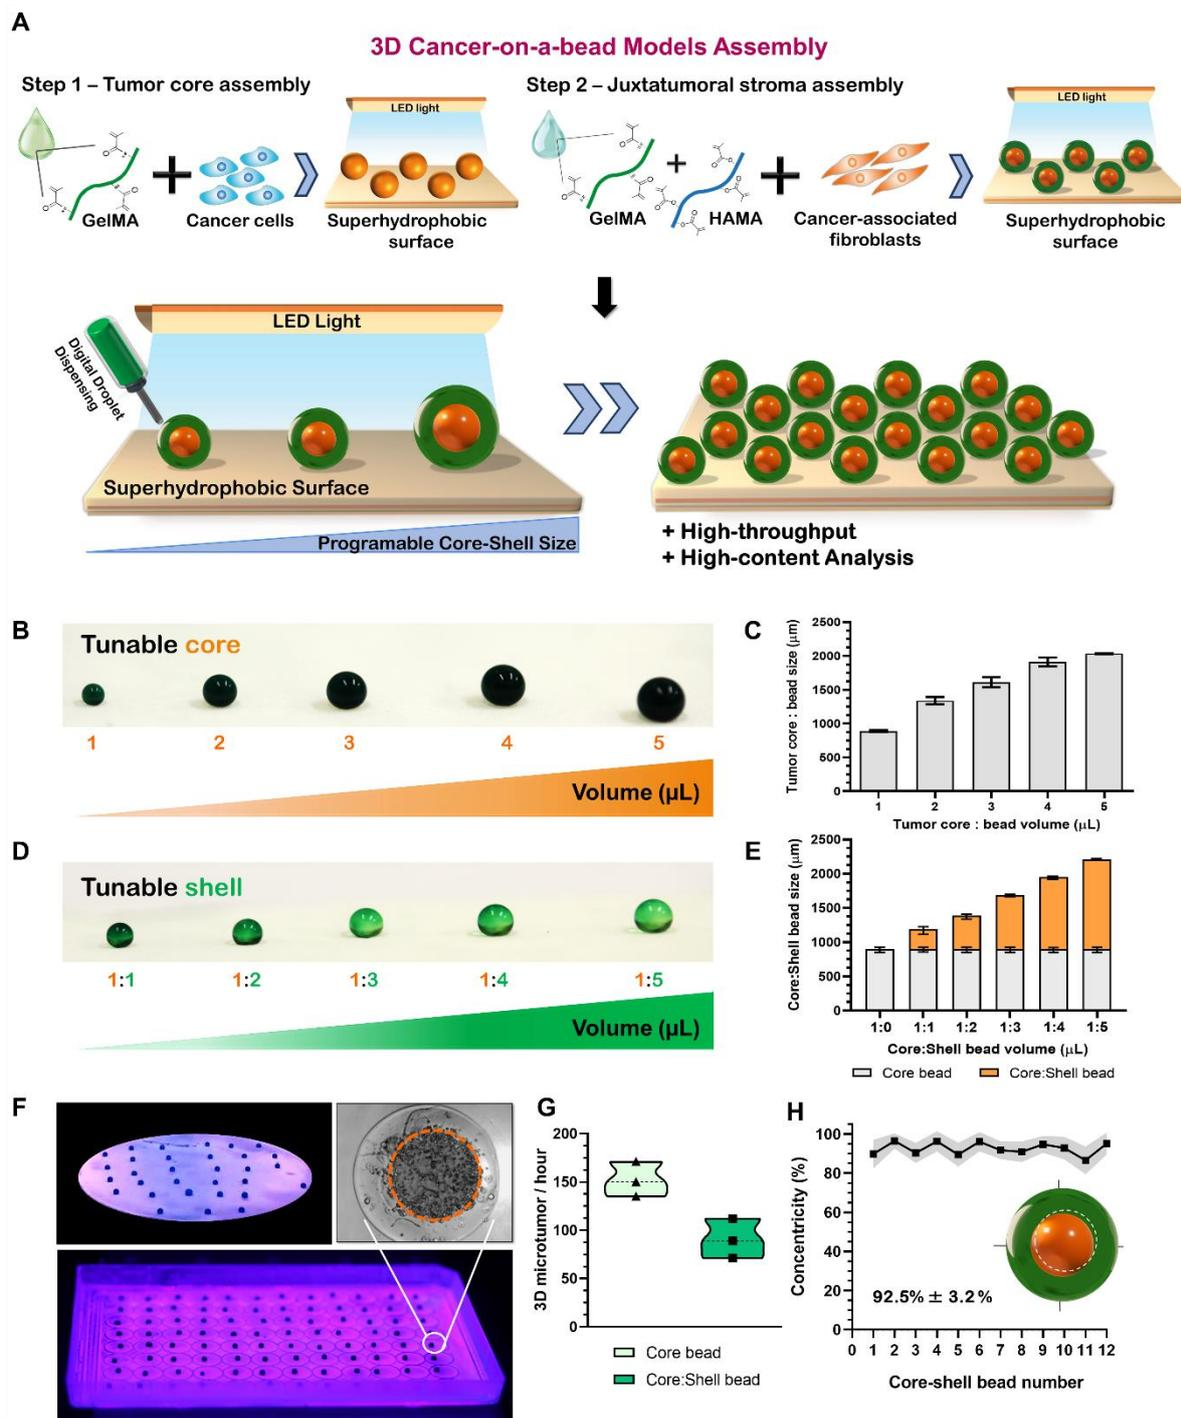 A
3D Cancer-on-a-bead Models Assembly
Step 1 – Tumor core assembly
Step 2 – Juxtatumoral stroma assembly
LED light
LED light
GelMA
Cancer cells
Superhydrophobic
surface
GelMA
HAMA
Cancer-associated
fibroblasts
Superhydrophobic
surface
LED Light
Digital Droplet
Dispensing
Superhydrophobic Surface
Programable Core-Shell Size
+ High-throughput
+ High-content Analysis
B
Tunable core
1 2 3 4 5
Volume (µL)
C
Tumor core : bead size (µm)
2500
2000
1500
1000
500
0
1 2 3 4 5
Tumor core : bead volume (µL)
D
Tunable shell
1:1 1:2 1:3 1:4 1:5
Volume (µL)
E
Core:Shell bead size (µm)
2500
2000
1500
1000
500
0
1:0 1:1 1:2 1:3 1:4 1:5
Core:Shell bead volume (µL)
Core bead
Core:Shell bead
F
G
3D microtumor / hour
200
150
100
50
0
Core bead
Core:Shell bead
H
Concentricity (%)
100
80
60
40
20
0
92.5% ± 3.2%
0 1 2 3 4 5 6 7 8 9 10 11 12
Core-shell bead number